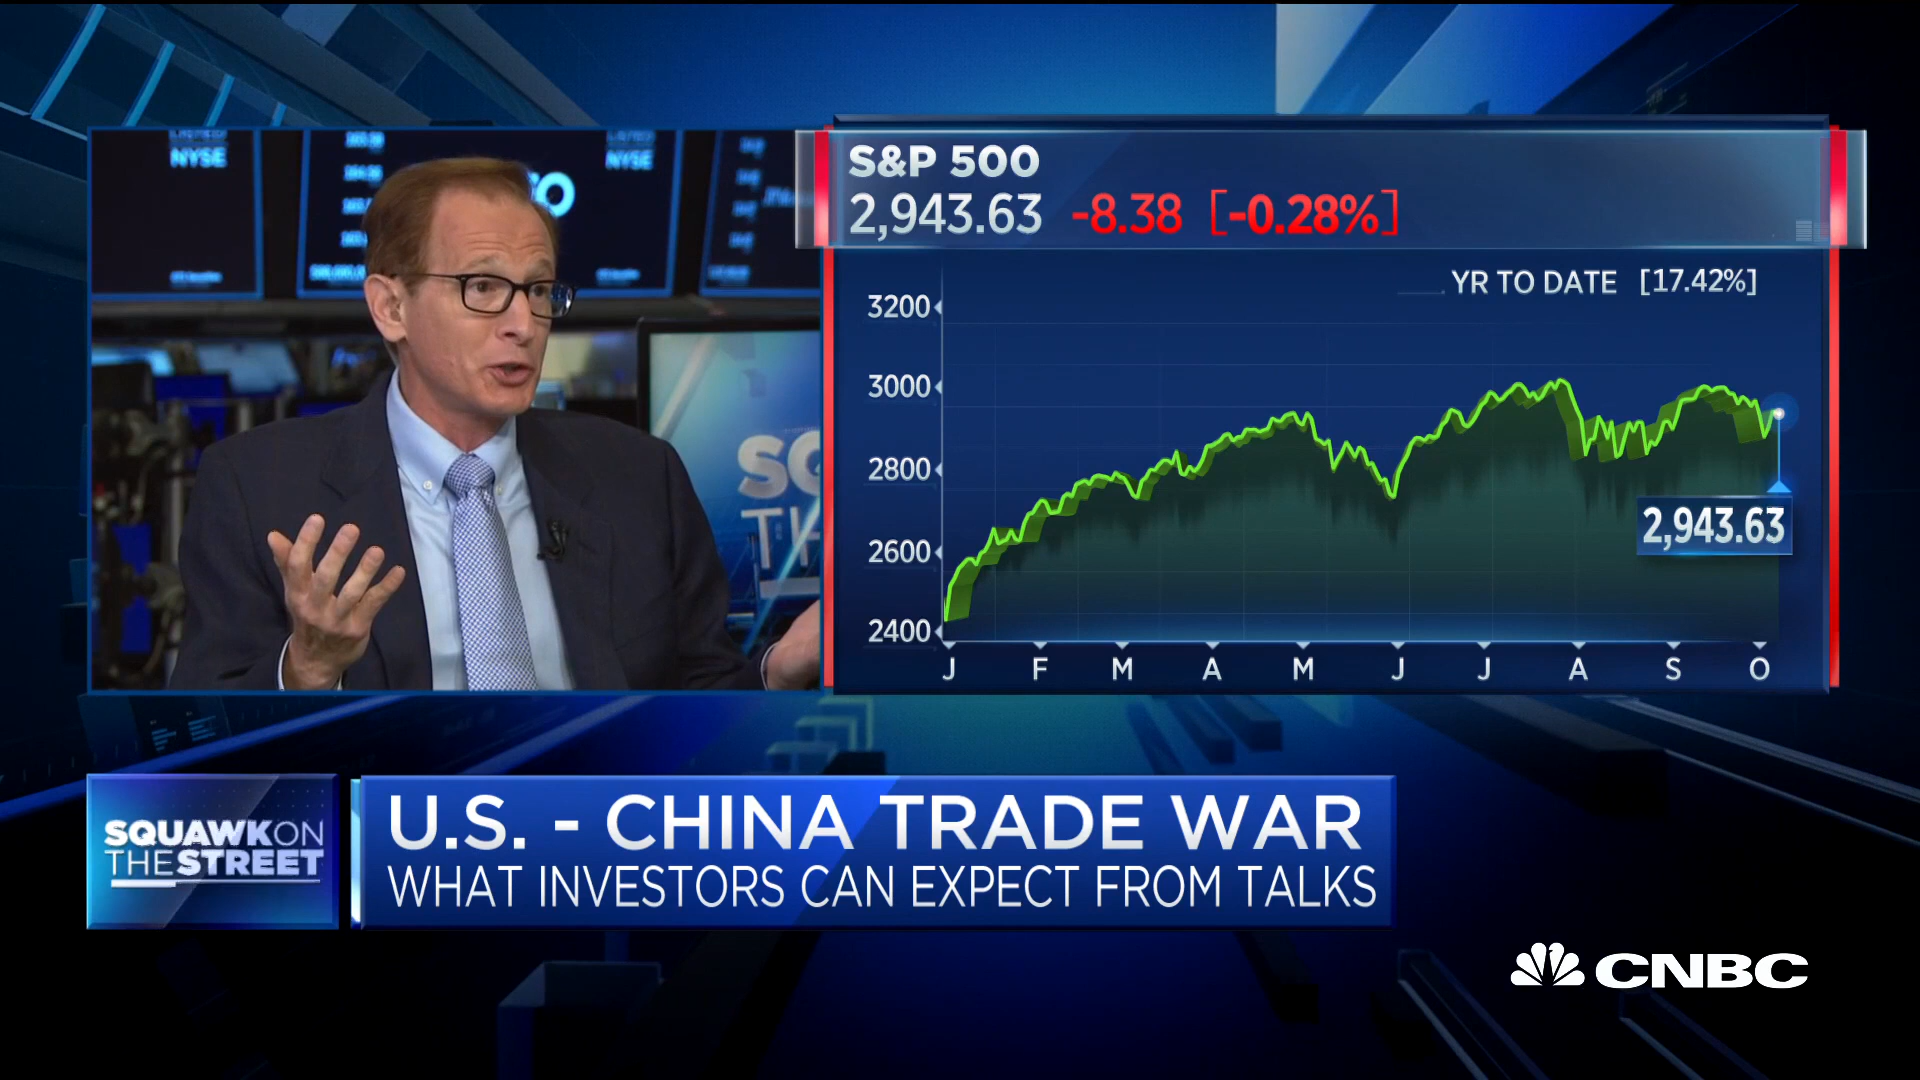 NYSE
NYSE
S&P 500
2,943.63 -8.38 [-0.28%]
YR TO DATE [17.42%]
3200
3000
2800
2600
2400
J F M A M J J A S O
2,943.63
SQUAWK ON
THE STREET
U.S. - CHINA TRADE WAR
WHAT INVESTORS CAN EXPECT FROM TALKS
CNBC